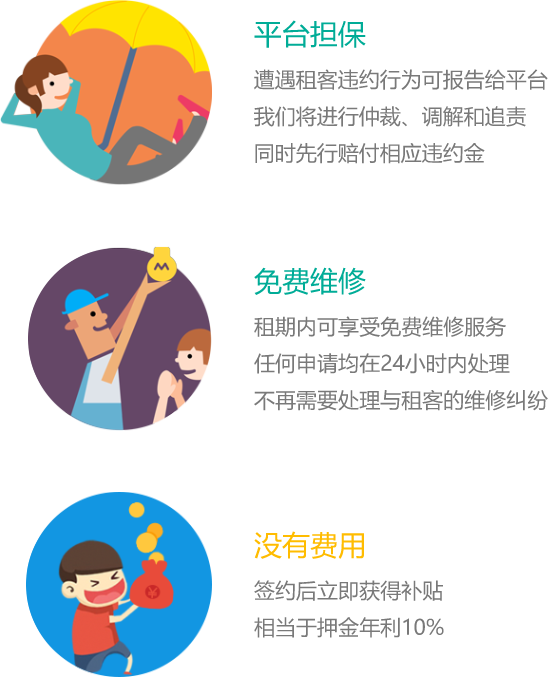 平台担保
遭遇租客违约行为可报告给平台
我们将进行仲裁、调解和追责
同时先行赔付相应违约金
免费维修
租期内可享受免费维修服务
任何申请均在24小时内处理
不再需要处理与租客的维修纠纷
没有费用
签约后立即获得补贴
相当于押金年利10%
¥